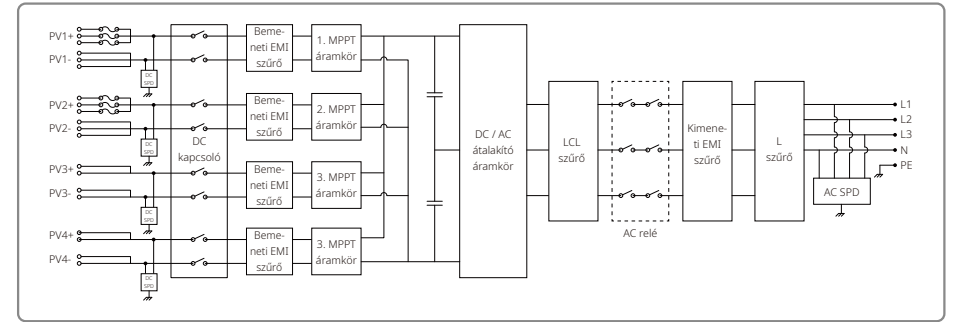 PV1+
PV1-
DC
SPD
PV2+
PV2-
DC
SPD
PV3+
PV3-
DC
SPD
PV4+
PV4-
DC
SPD
DC
kapcsoló
Beme-
neti EMI
szűrő
Beme-
neti EMI
szűrő
Beme-
neti EMI
szűrő
Beme-
neti EMI
szűrő
1. MPPT
áramkör
2. MPPT
áramkör
3. MPPT
áramkör
3. MPPT
áramkör
DC / AC
átalakító
áramkör
LCL
szűrő
AC relé
Kimene-
ti EMI
szűrő
L
szűrő
AC SPD
L1
L2
L3
N
PE